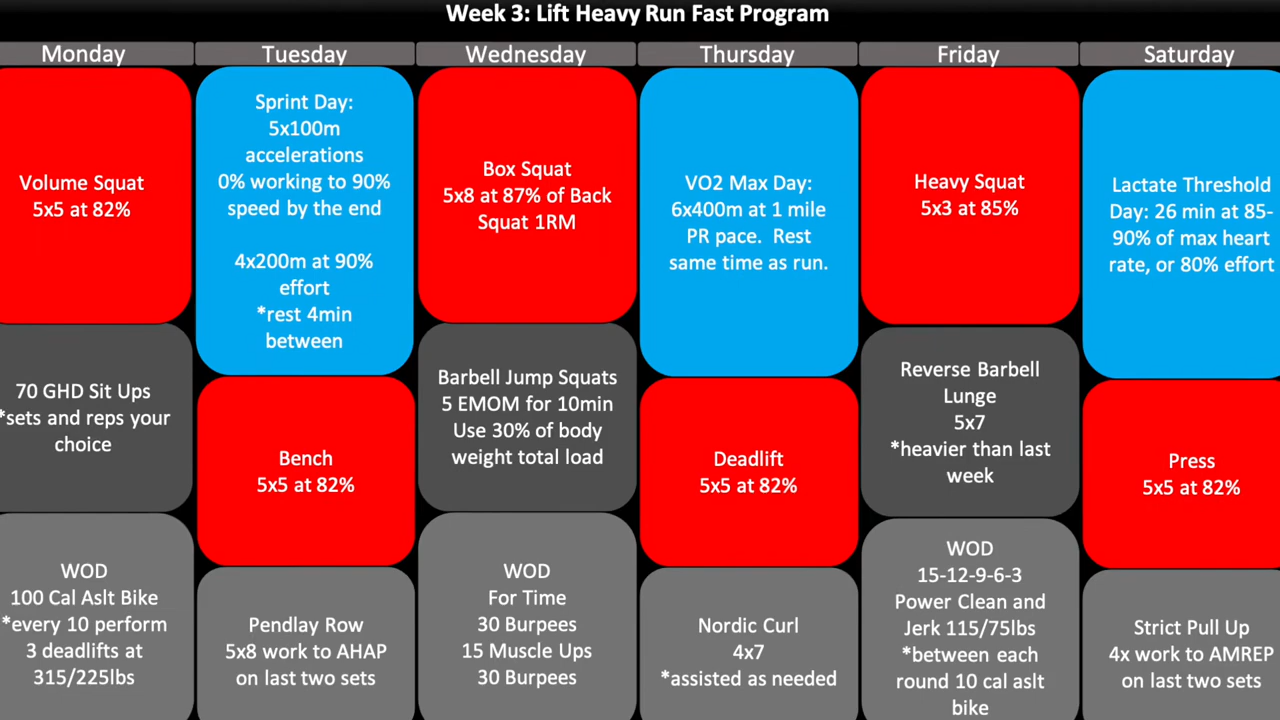 Week 3: Lift Heavy Run Fast Program
Monday
Tuesday
Wednesday
Thursday
Friday
Saturday
Volume Squat
5x5 at 82%
70 GHD Sit Ups
*sets and reps your
choice
WOD
100 Cal Aslt Bike
*every 10 perform
3 deadlifts at
315/225lbs
Sprint Day:
5x100m
accelerations
0% working to 90%
speed by the end
4x200m at 90%
effort
*rest 4min
between
Bench
5x5 at 82%
Pendlay Row
5x8 work to AHAP
on last two sets
Box Squat
5x8 at 87% of Back
Squat 1RM
Barbell Jump Squats
5 EMOM for 10min
Use 30% of body
weight total load
WOD
For Time
30 Burpees
15 Muscle Ups
30 Burpees
VO2 Max Day:
6x400m at 1 mile
PR pace. Rest
same time as run.
Deadlift
5x5 at 82%
Nordic Curl
4x7
*assisted as needed
Heavy Squat
5x3 at 85%
Reverse Barbell
Lunge
5x7
*heavier than last
week
WOD
15-12-9-6-3
Power Clean and
Jerk 115/75lbs
*between each
round 10 cal aslt
bike
Lactate Threshold
Day: 26 min at 85-
90% of max heart
rate, or 80% effort
Press
5x5 at 82%
Strict Pull Up
4x work to AMREP
on last two sets